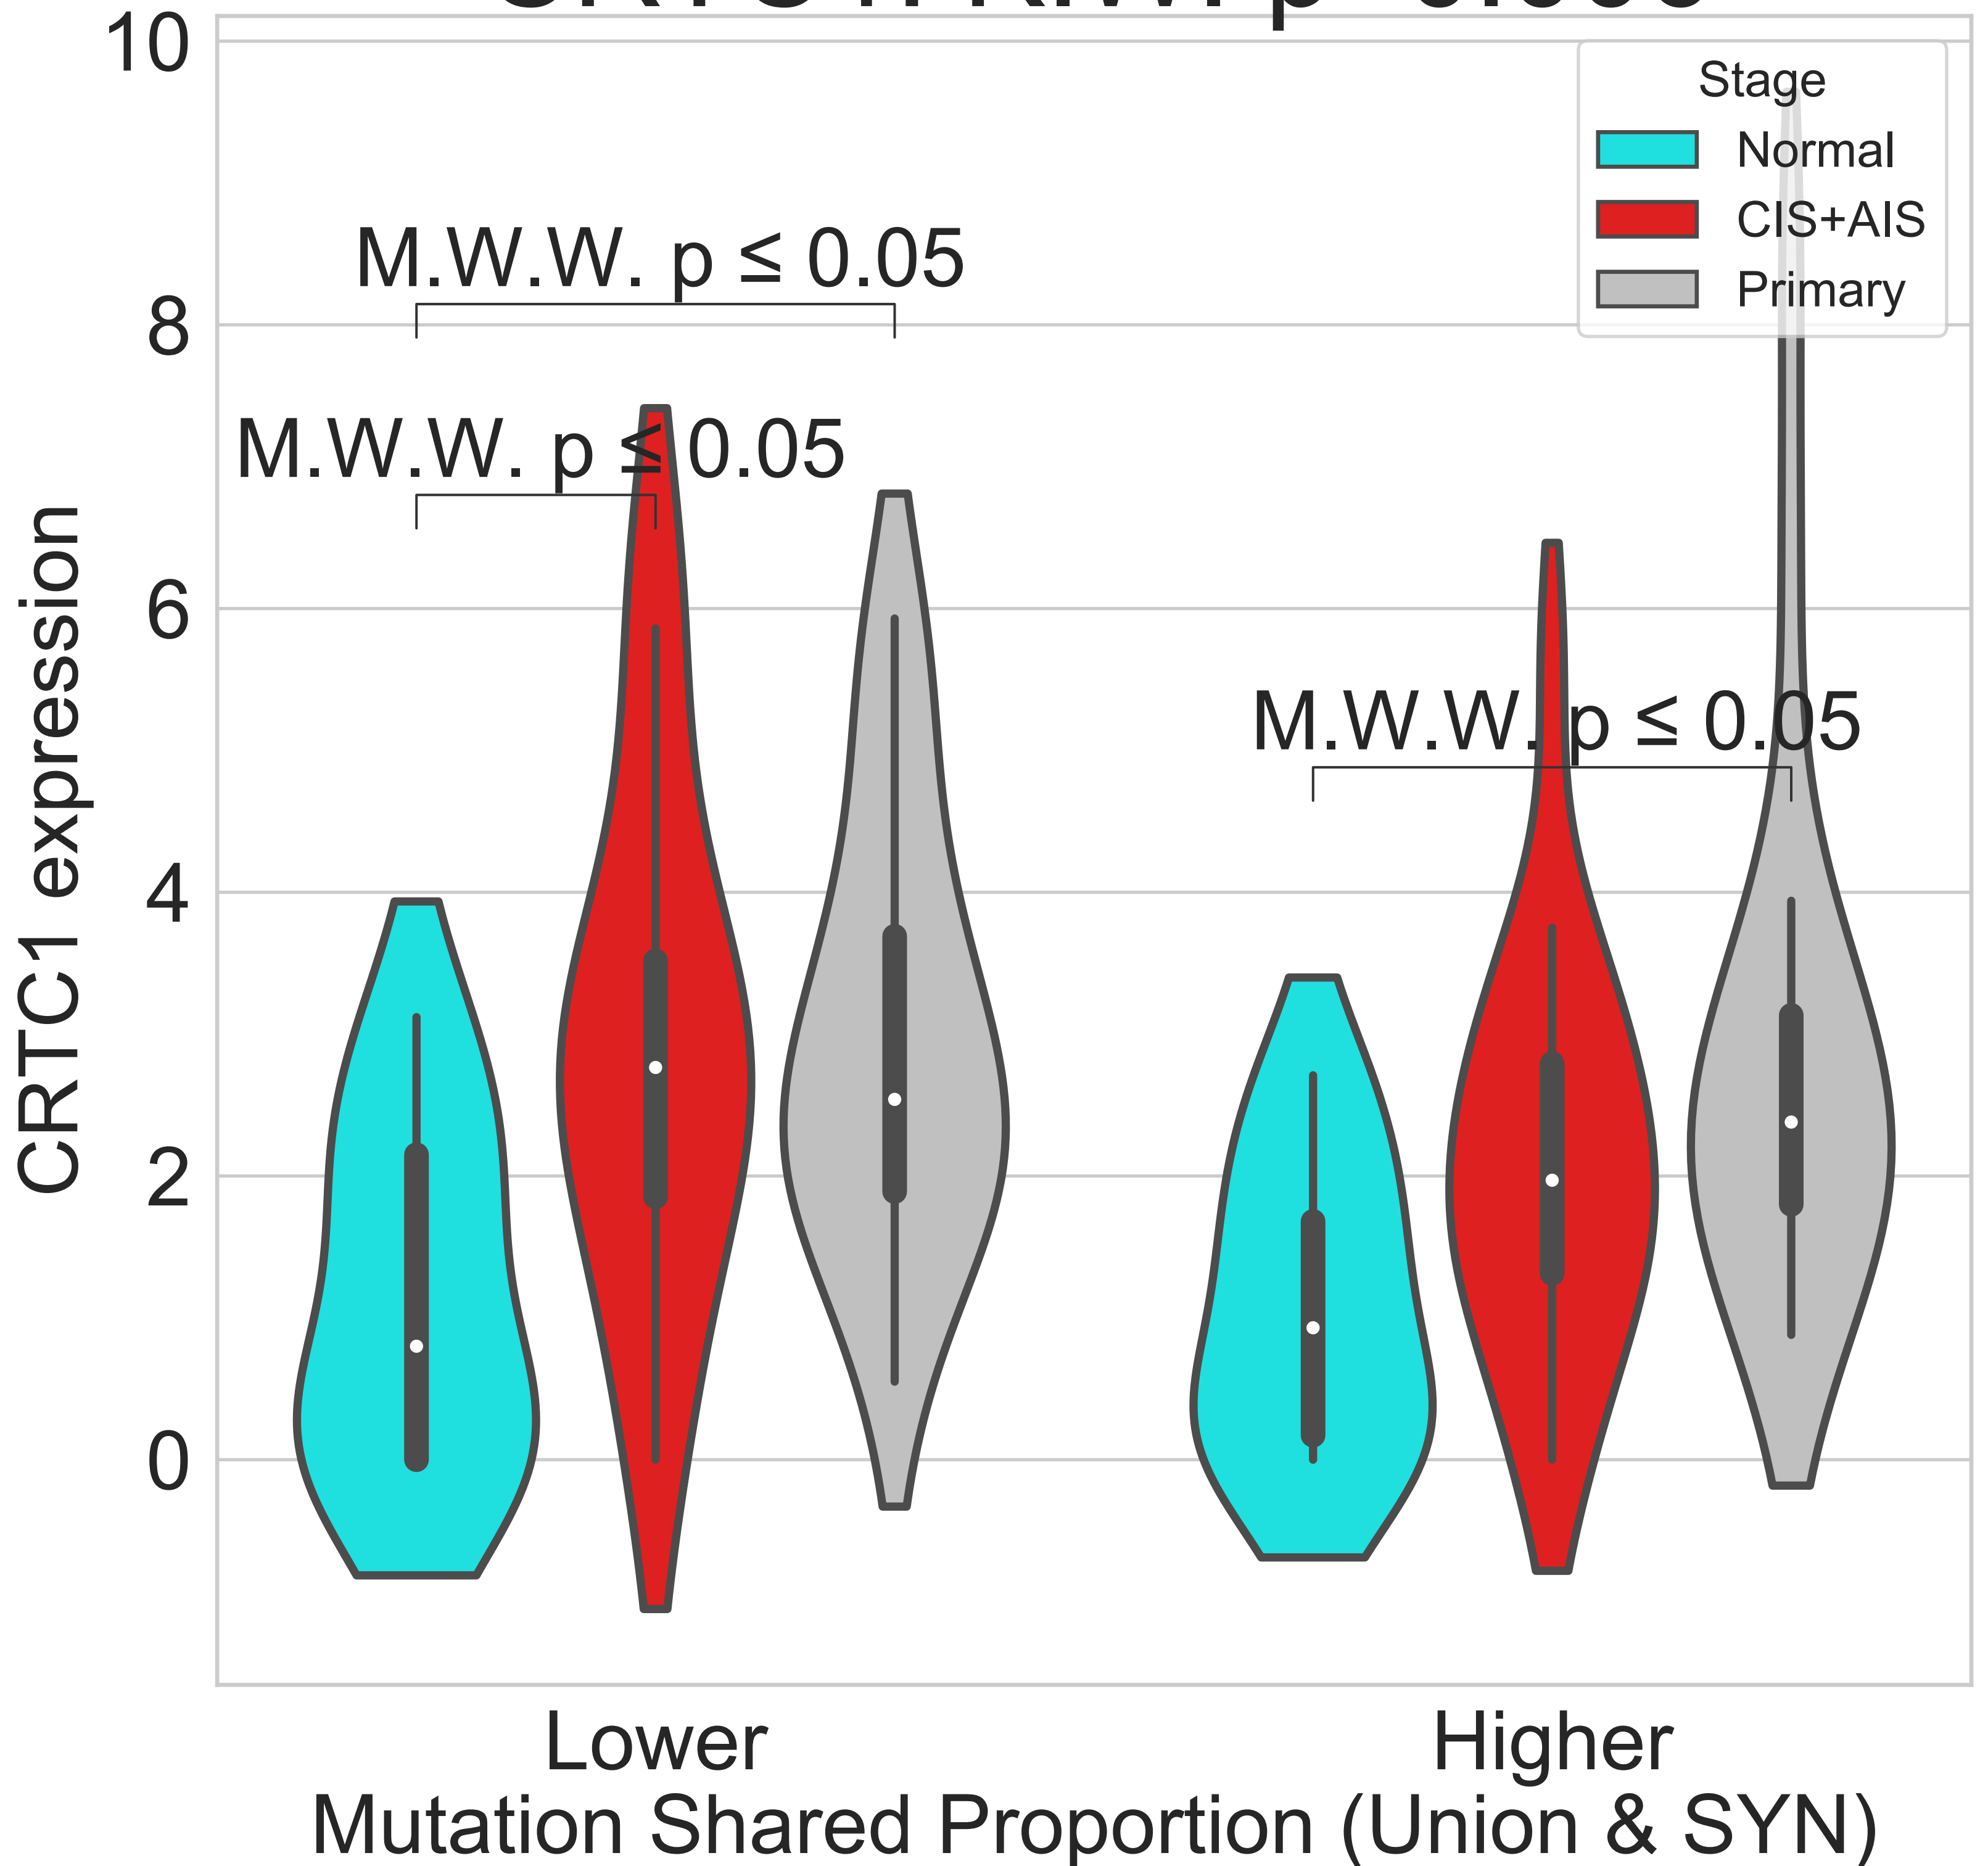 10
8
6
4
2
0
CRTC1 expression
Stage
Normal
CIS+AIS
Primary
M.W.W. p ≤ 0.05
M.W.W. p ≤ 0.05
M.W.W. p ≤ 0.05
Lower
Higher
Mutation Shared Proportion (Union & SYN)